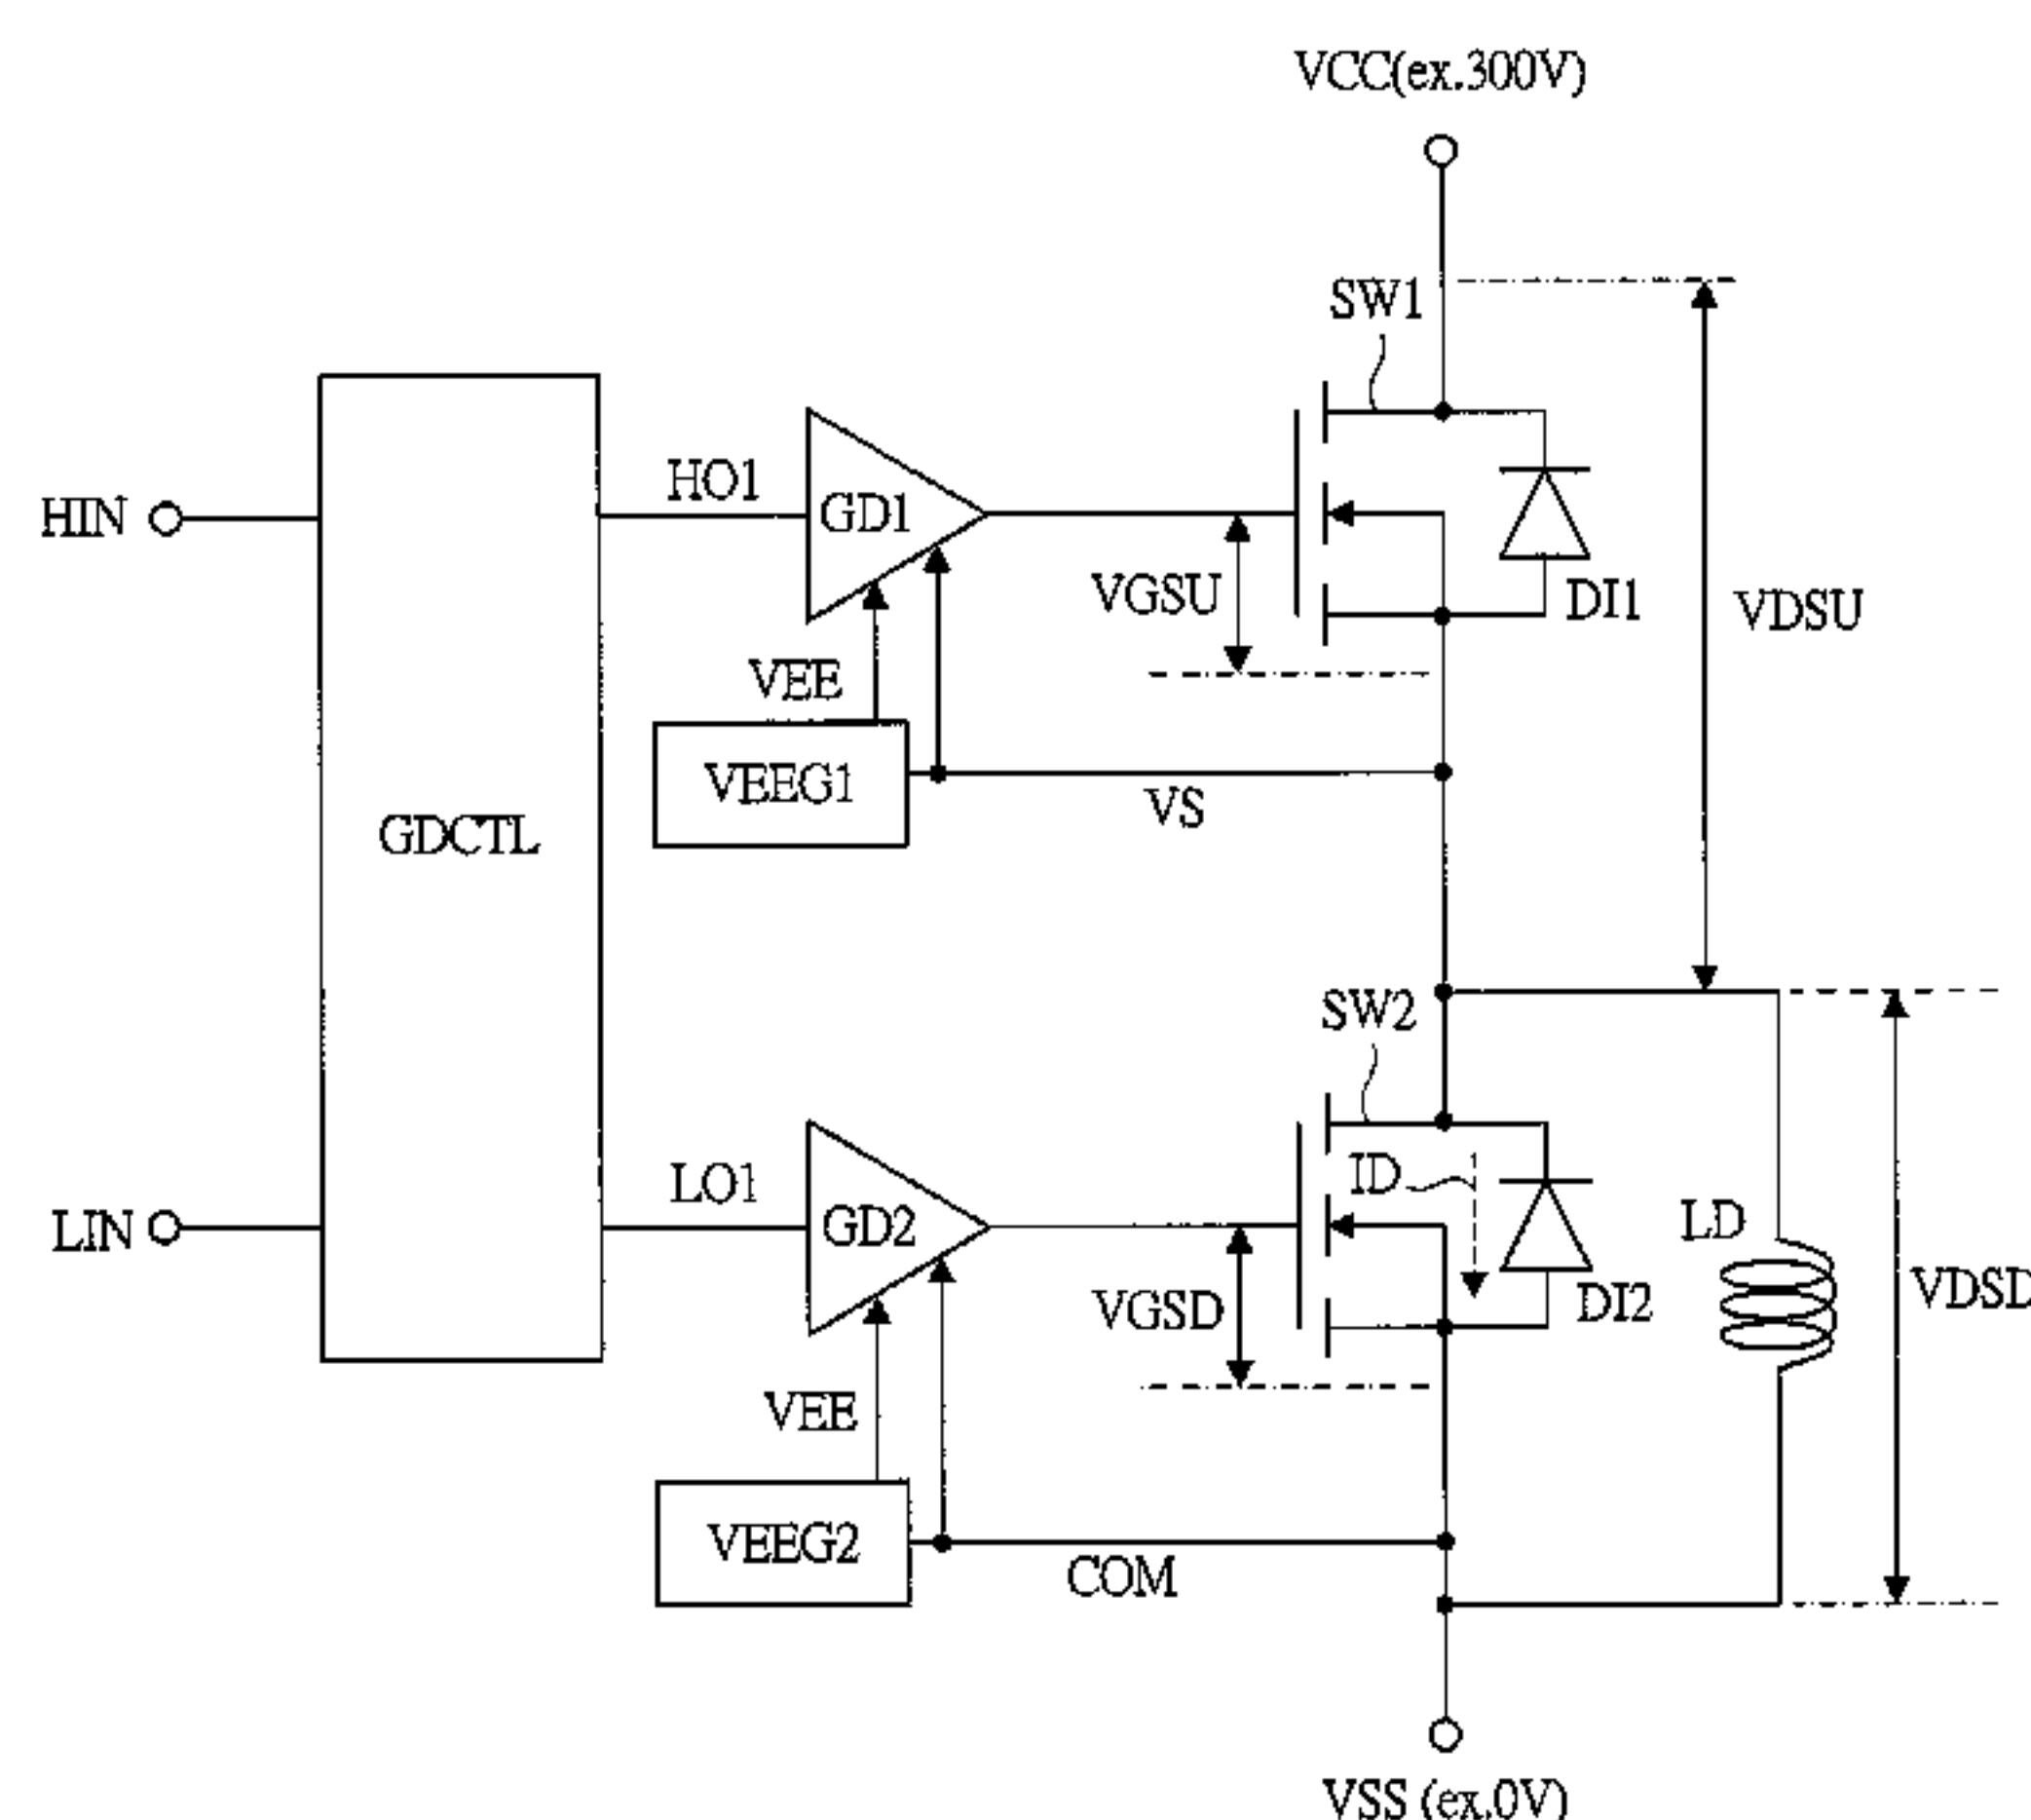 VCC(ex.300V)
SW1
HIN
HO1
GD1
VGSU
DI1
VDSU
VEE
VEEG1
VS
GDCTL
SW2
LIN
LO1
GD2
ID
LD
VGSD
DI2
VDSD
VEE
VEEG2
COM
VSS (ex.0V)